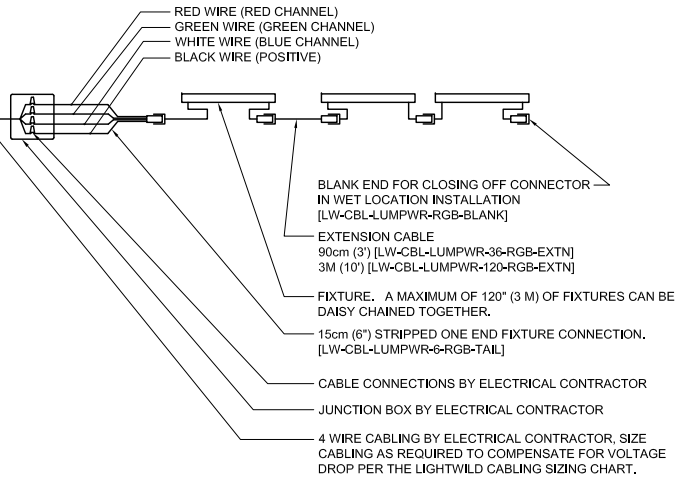 RED WIRE (RED CHANNEL)
GREEN WIRE (GREEN CHANNEL)
WHITE WIRE (BLUE CHANNEL)
BLACK WIRE (POSITIVE)
BLANK END FOR CLOSING OFF CONNECTOR
IN WET LOCATION INSTALLATION
[LW-CBL-LUMPWR-RGB-BLANK]
EXTENSION CABLE
90cm (3') [LW-CBL-LUMPWR-36-RGB-EXTN]
3M (10') [LW-CBL-LUMPWR-120-RGB-EXTN]
FIXTURE. A MAXIMUM OF 120" (3 M) OF FIXTURES CAN BE
DAISY CHAINED TOGETHER.
15cm (6") STRIPPED ONE END FIXTURE CONNECTION.
[LW-CBL-LUMPWR-6-RGB-TAIL]
CABLE CONNECTIONS BY ELECTRICAL CONTRACTOR
JUNCTION BOX BY ELECTRICAL CONTRACTOR
4 WIRE CABLING BY ELECTRICAL CONTRACTOR, SIZE
CABLING AS REQUIRED TO COMPENSATE FOR VOLTAGE
DROP PER THE LIGHTWILD CABLING SIZING CHART.